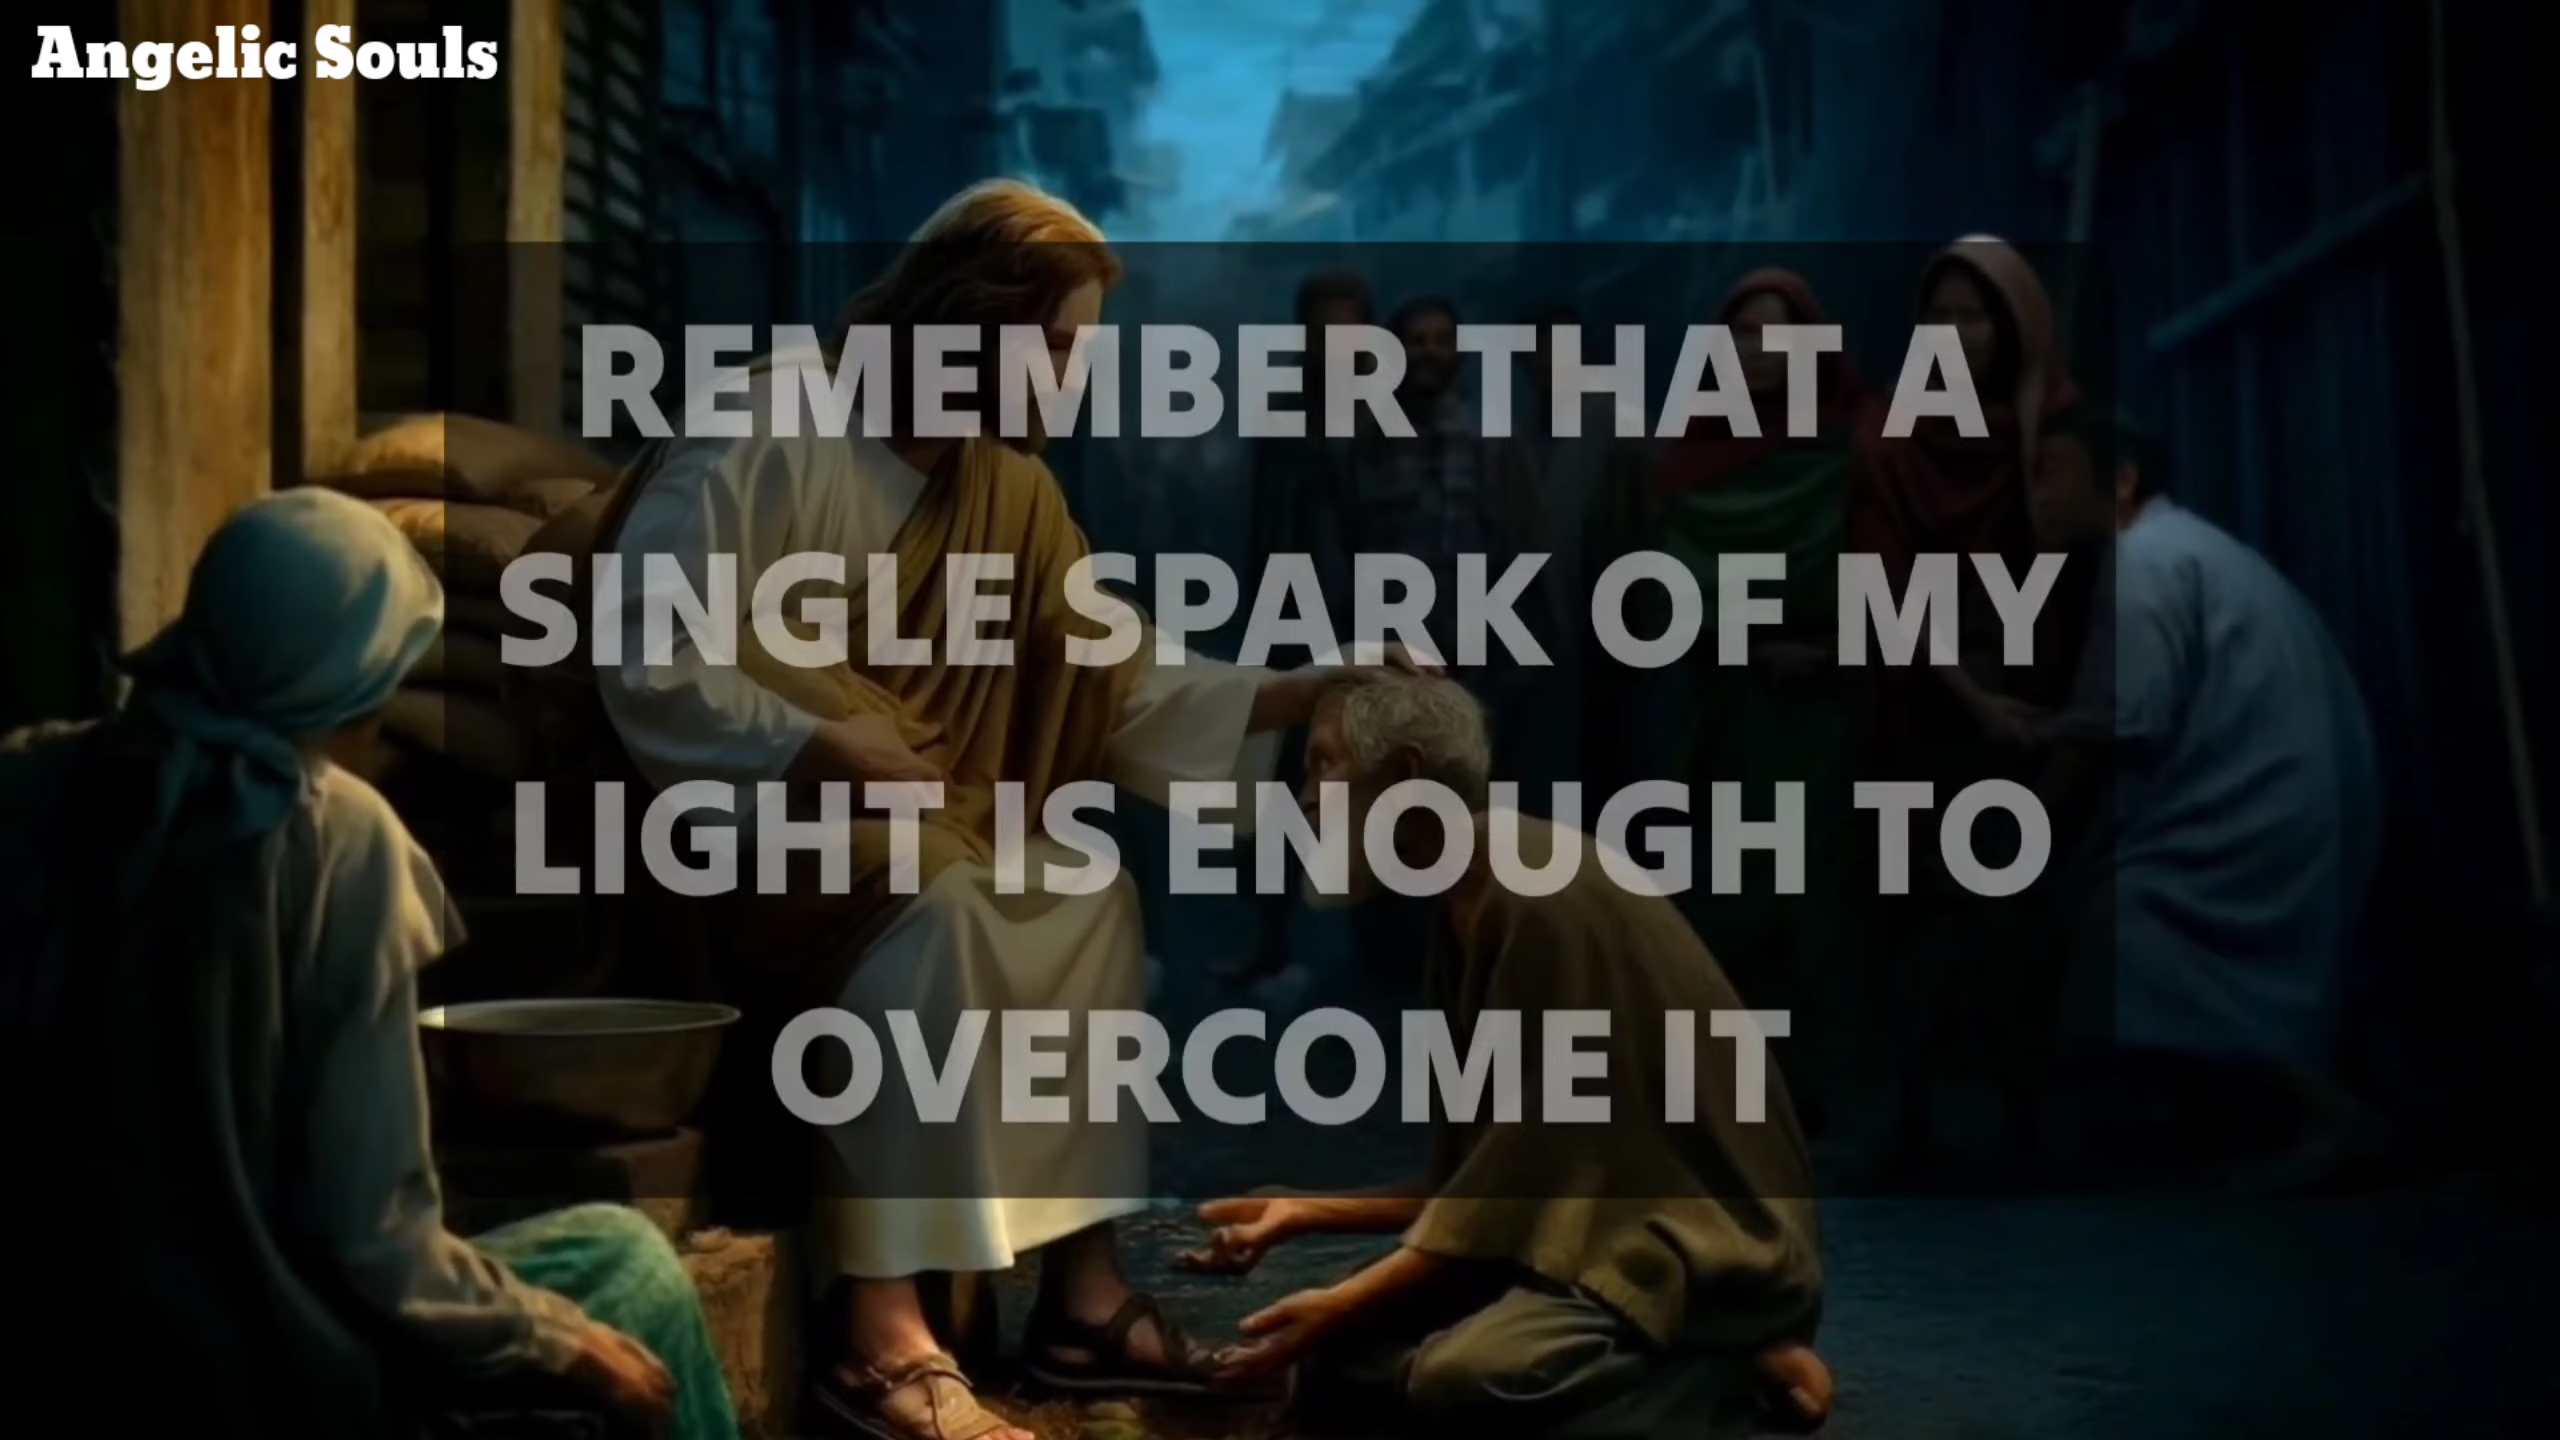 Angelic Souls
REMEMBER THAT A
SINGLE SPARK OF MY
LIGHT IS ENOUGH TO
OVERCOME IT